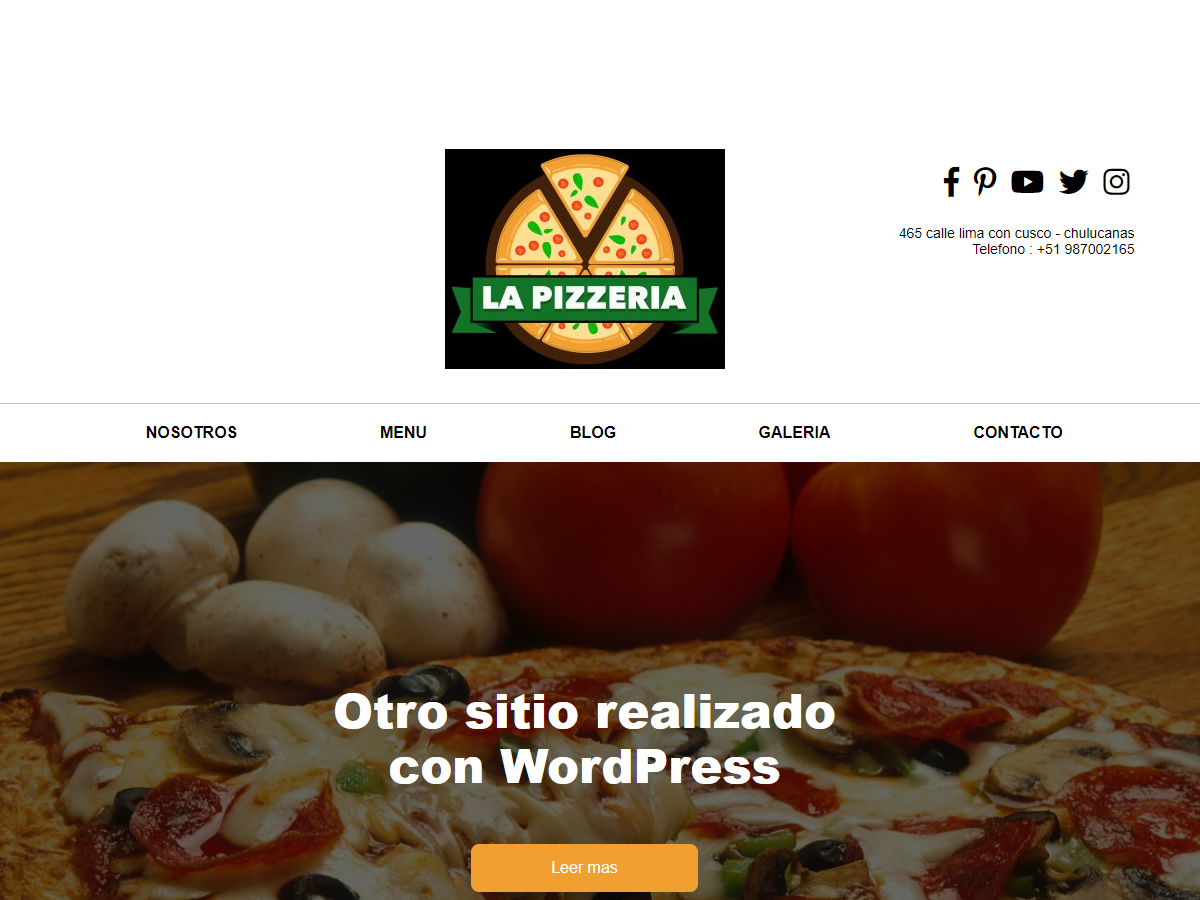 LA PIZZERIA
465 calle lima con cusco - chulucanas
Telefono : +51 987002165
NOSOTROS
MENU
BLOG
GALERIA
CONTACTO
Otro sitio realizado
con WordPress
Leer mas